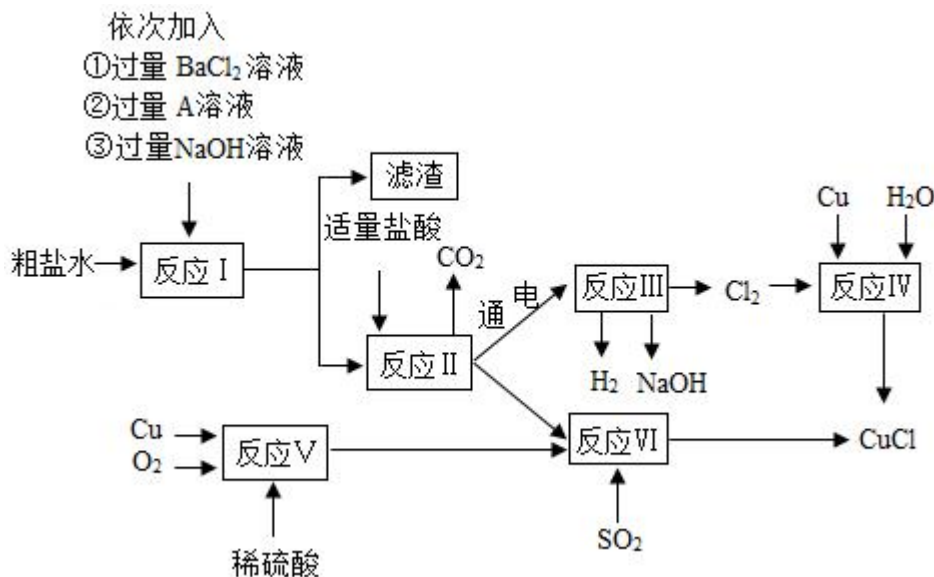 依次加入
①过量 BaCl₂溶液
②过量 A溶液
③过量NaOH溶液
滤渣
适量盐酸
CO₂
粗盐水
反应Ⅰ
反应Ⅱ
通 电
反应Ⅲ
Cl₂
Cu
H₂O
反应Ⅳ
H₂
NaOH
Cu
O₂
反应Ⅴ
反应Ⅵ
CuCl
稀硫酸
SO₂